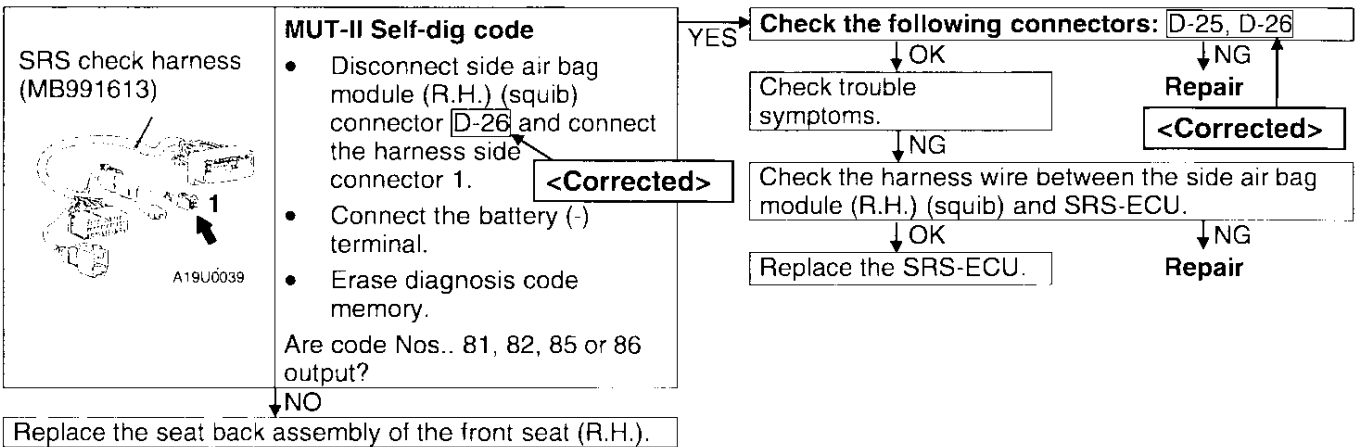 SRS check harness
(MB991613)
1
A19U0039
MUT-II Self-dig code
• Disconnect side air bag
module (R.H.) (squib)
connector D-26 and connect
the harness side
connector 1.
<Corrected>
• Connect the battery (-)
terminal.
• Erase diagnosis code
memory.
Are code Nos.. 81, 82, 85 or 86
output?
YES
Check the following connectors: D-25, D-26
OK
NG
Check trouble
symptoms.
Repair
<Corrected>
NG
Check the harness wire between the side air bag
module (R.H.) (squib) and SRS-ECU.
OK
NG
Replace the SRS-ECU.
Repair
NO
Replace the seat back assembly of the front seat (R.H.).